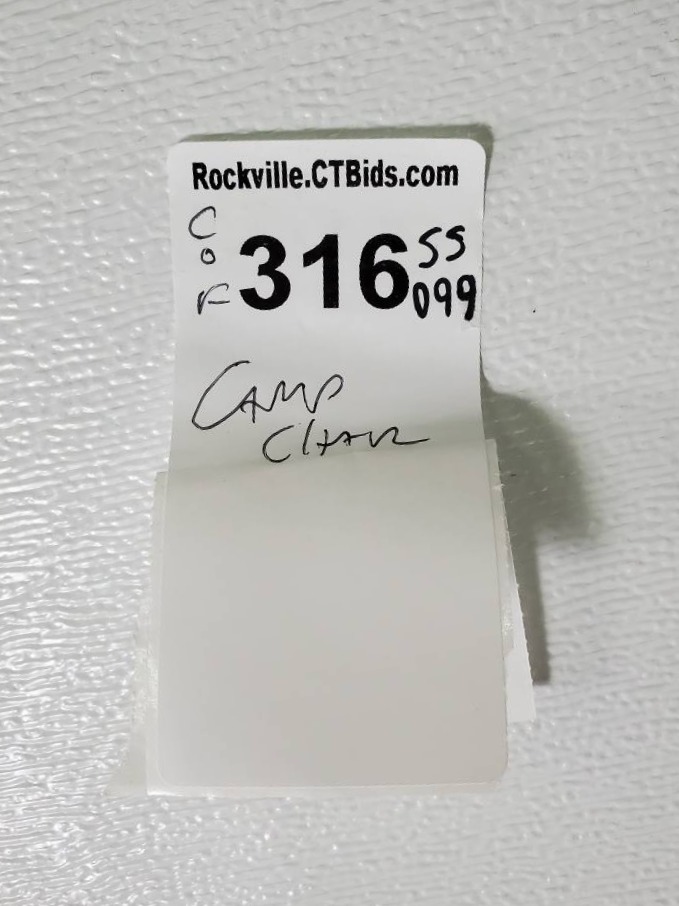 Rockville.CTBids.com
C
O
F
316
SS
099
CAMP
CHAIR